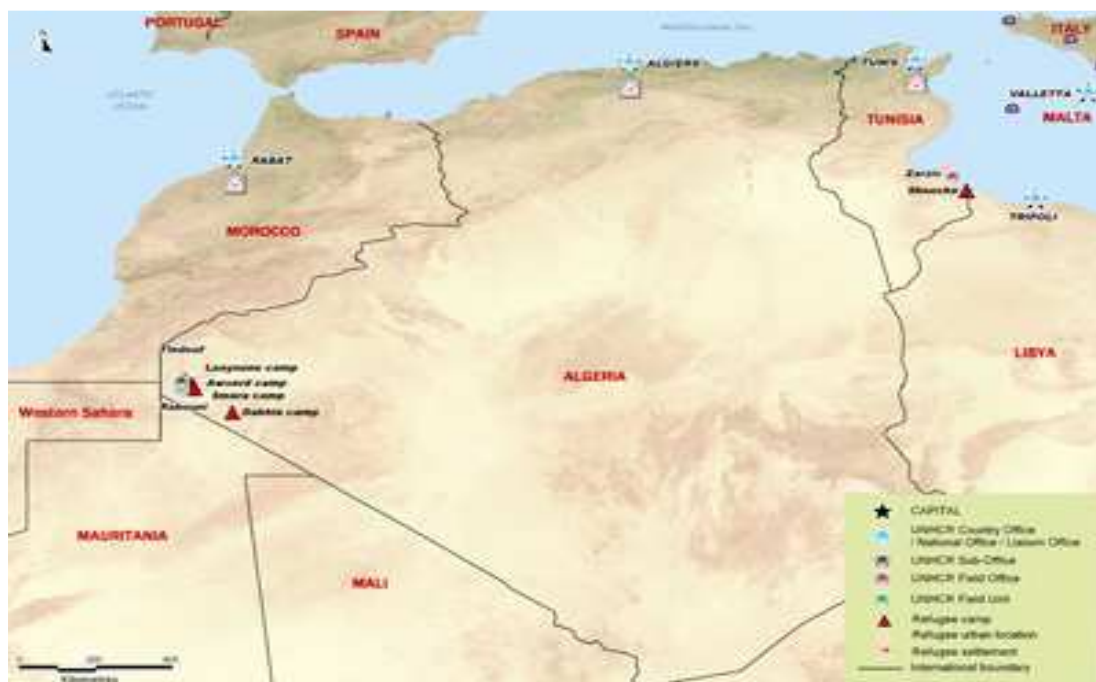 PORTUGAL
SPAIN
ITALY
ALGIERS
TUNIS
VALLETTA
TUNISIA
MALTA
RABAT
Zarzis
TRIPOLI
MOROCCO
Tindouf
Laayoune camp
Awserd camp
Smara camp
Dakhla camp
Western Sahara
Rabouni
ALGERIA
LIBYA
MAURITANIA
MALI
CAPITAL
UNHCR Country Office
/ National Office / Liaison Office
UNHCR Sub-Office
UNHCR Field Office
UNHCR Field Unit
Refugee camp
Refugee urban location
Refugee settlement
International boundary
Kilometres